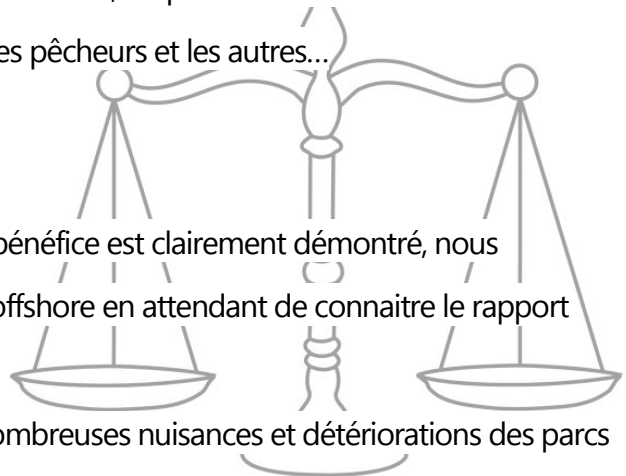 es pêcheurs et les autres…
bénéfice est clairement démontré, nous
offshore en attendant de connaitre le rapport
ombreuses nuisances et détériorations des parcs